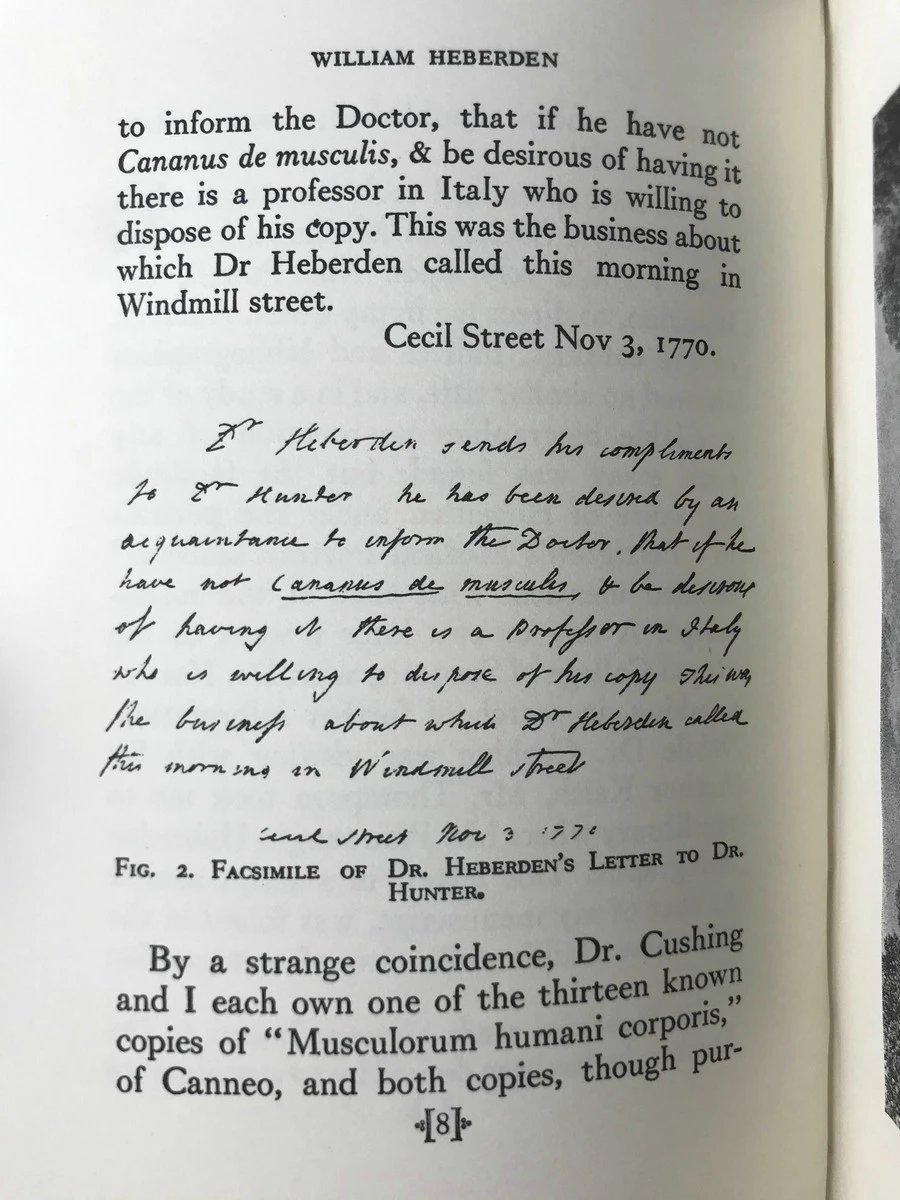 WILLIAM HEBERDEN
to inform the Doctor, that if he have not
Cananus de musculis, & be desirous of having it
there is a professor in Italy who is willing to
dispose of his copy. This was the business about
which Dr Heberden called this morning in
Windmill street.
Cecil Street Nov 3, 1770.
Dr Heberden sends his compliments
to Dr Hunter he has been desired by an
acquaintance to inform the Doctor, that if he
have not Cananus de musculis, & be desirous
of having it there is a Professor in Italy
who is willing to dispose of his copy This was
the business about which Dr Heberden called
this morning in Windmill street
Cecil street Nov 3 1770
FIG. 2. FACSIMILE OF DR. HEBERDEN'S LETTER TO DR.
HUNTER.
By a strange coincidence, Dr. Cushing
and I each own one of the thirteen known
copies of “Musculorum humani corporis,”
of Canneo, and both copies, though pur-
[8]